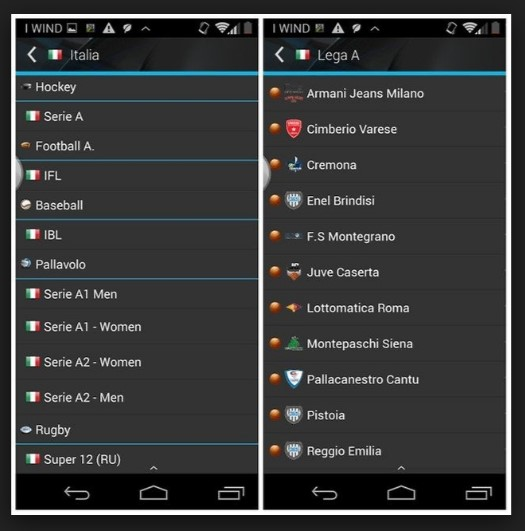 I WIND
Italia
Hockey
Serie A
Football A.
IFL
Baseball
IBL
Pallavolo
Serie A1 Men
Serie A1 - Women
Serie A2 - Women
Serie A2 - Men
Rugby
Super 12 (RU)
I WIND
Lega A
Armani Jeans Milano
Cimberio Varese
Cremona
Enel Brindisi
F.S Montegrano
Juve Caserta
Lottomatica Roma
Montepaschi Siena
Pallacanestro Cantu
Pistoia
Reggio Emilia